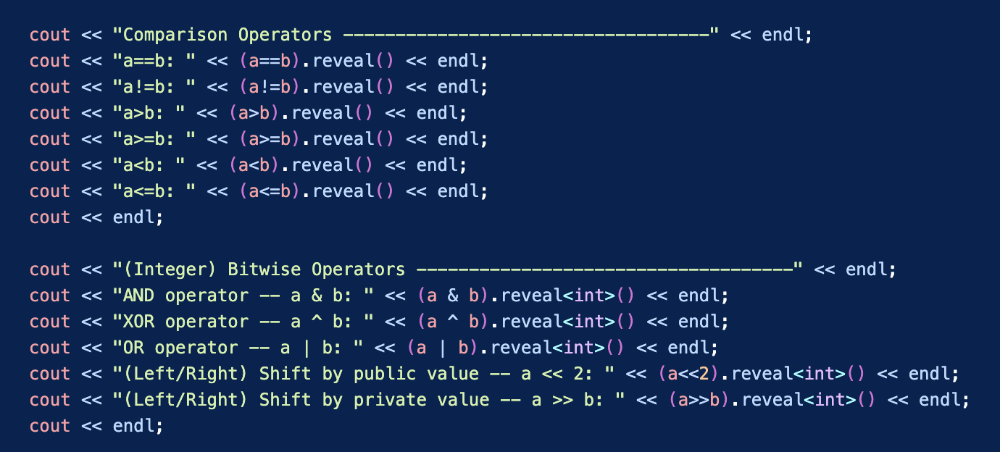 cout << "Comparison Operators -----------------------------------" << endl;
cout << "a==b: " << (a==b).reveal() << endl;
cout << "a!=b: " << (a!=b).reveal() << endl;
cout << "a>b: " << (a>b).reveal() << endl;
cout << "a>=b: " << (a>=b).reveal() << endl;
cout << "a<b: " << (a<b).reveal() << endl;
cout << "a<=b: " << (a<=b).reveal() << endl;
cout << endl;
cout << "(Integer) Bitwise Operators ------------------------------------" << endl;
cout << "AND operator -- a & b: " << (a & b).reveal<int>() << endl;
cout << "XOR operator -- a ^ b: " << (a ^ b).reveal<int>() << endl;
cout << "OR operator -- a | b: " << (a | b).reveal<int>() << endl;
cout << "(Left/Right) Shift by public value -- a << 2: " << (a<<2).reveal<int>() << endl;
cout << "(Left/Right) Shift by private value -- a >> b: " << (a>>b).reveal<int>() << endl;
cout << endl;